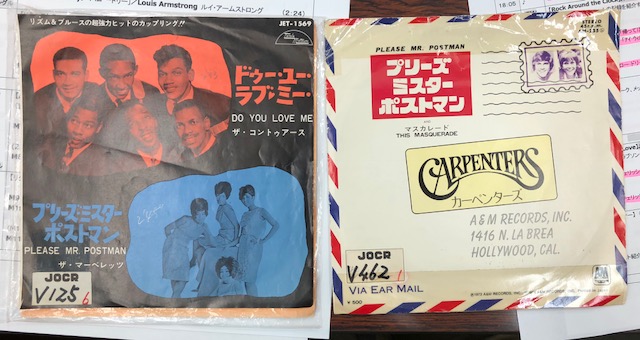 Louis Armstrong ルイ・アームストロング
(2:24)
リズム&ブルースの超強力ヒットのカップリング!!
JET-1569
ドゥー・ユー・
ラブ・ミー・
DO YOU LOVE ME
ザ・コントゥアーズ
プリーズ・ミスター
ポストマン
PLEASE MR. POSTMAN
ザ・マーベレッツ
JOCR
V125
6
18:05
「Rock Around the Clock
STEREO
PLEASE MR. POSTMAN
プリーズ
ミスター
ポストマン
マスカレード
THIS MASQUERADE
CARPENTERS
カーペンターズ
A & M RECORDS, INC.
1416 N. LA BREA
HOLLYWOOD, CAL.
JOCR
V462
VIA EAR MAIL
¥500